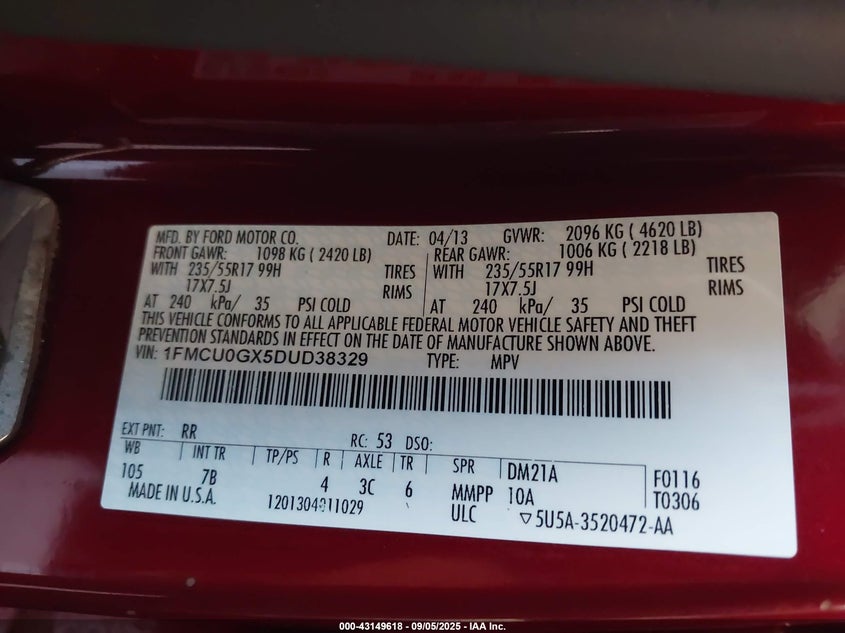 MFD. BY FORD MOTOR CO. DATE: 04/13 GVWR: 2096 KG ( 4620 LB)
FRONT GAWR: 1098 KG ( 2420 LB) REAR GAWR: 1006 KG ( 2218 LB)
WITH 235/55R17 99H TIRES WITH 235/55R17 99H TIRES
17X7.5J RIMS 17X7.5J RIMS
AT 240 kPa/ 35 PSI COLD AT 240 kPa/ 35 PSI COLD
THIS VEHICLE CONFORMS TO ALL APPLICABLE FEDERAL MOTOR VEHICLE SAFETY AND THEFT
PREVENTION STANDARDS IN EFFECT ON THE DATE OF MANUFACTURE SHOWN ABOVE.
VIN: 1FMCU0GX5DUD38329 TYPE: MPV
EXT PNT: RR RC: 53 DSO:
WB INT TR TP/PS R AXLE TR SPR DM21A F0116
105 7B 4 3C 6 MMPP 10A T0306
MADE IN U.S.A. ULC ▽5U5A-3520472-AA
000-43149618 - 09/05/2025 - IAA Inc.